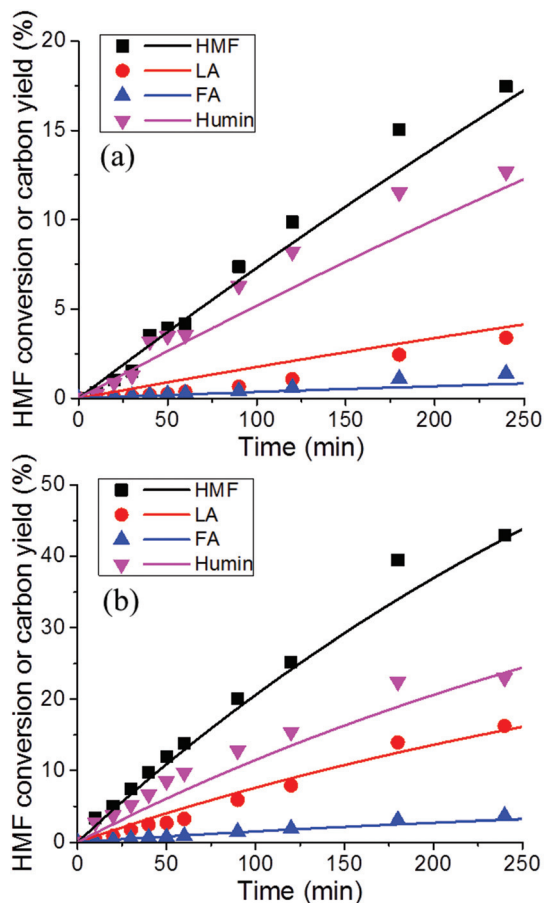 HMF conversion or carbon yield (%)
20
15
10
5
0
HMF
LA
FA
Humin
(a)
0 50 100 150 200 250
Time (min)
HMF conversion or carbon yield (%)
50
40
30
20
10
0
HMF
LA
FA
Humin
(b)
0 50 100 150 200 250
Time (min)